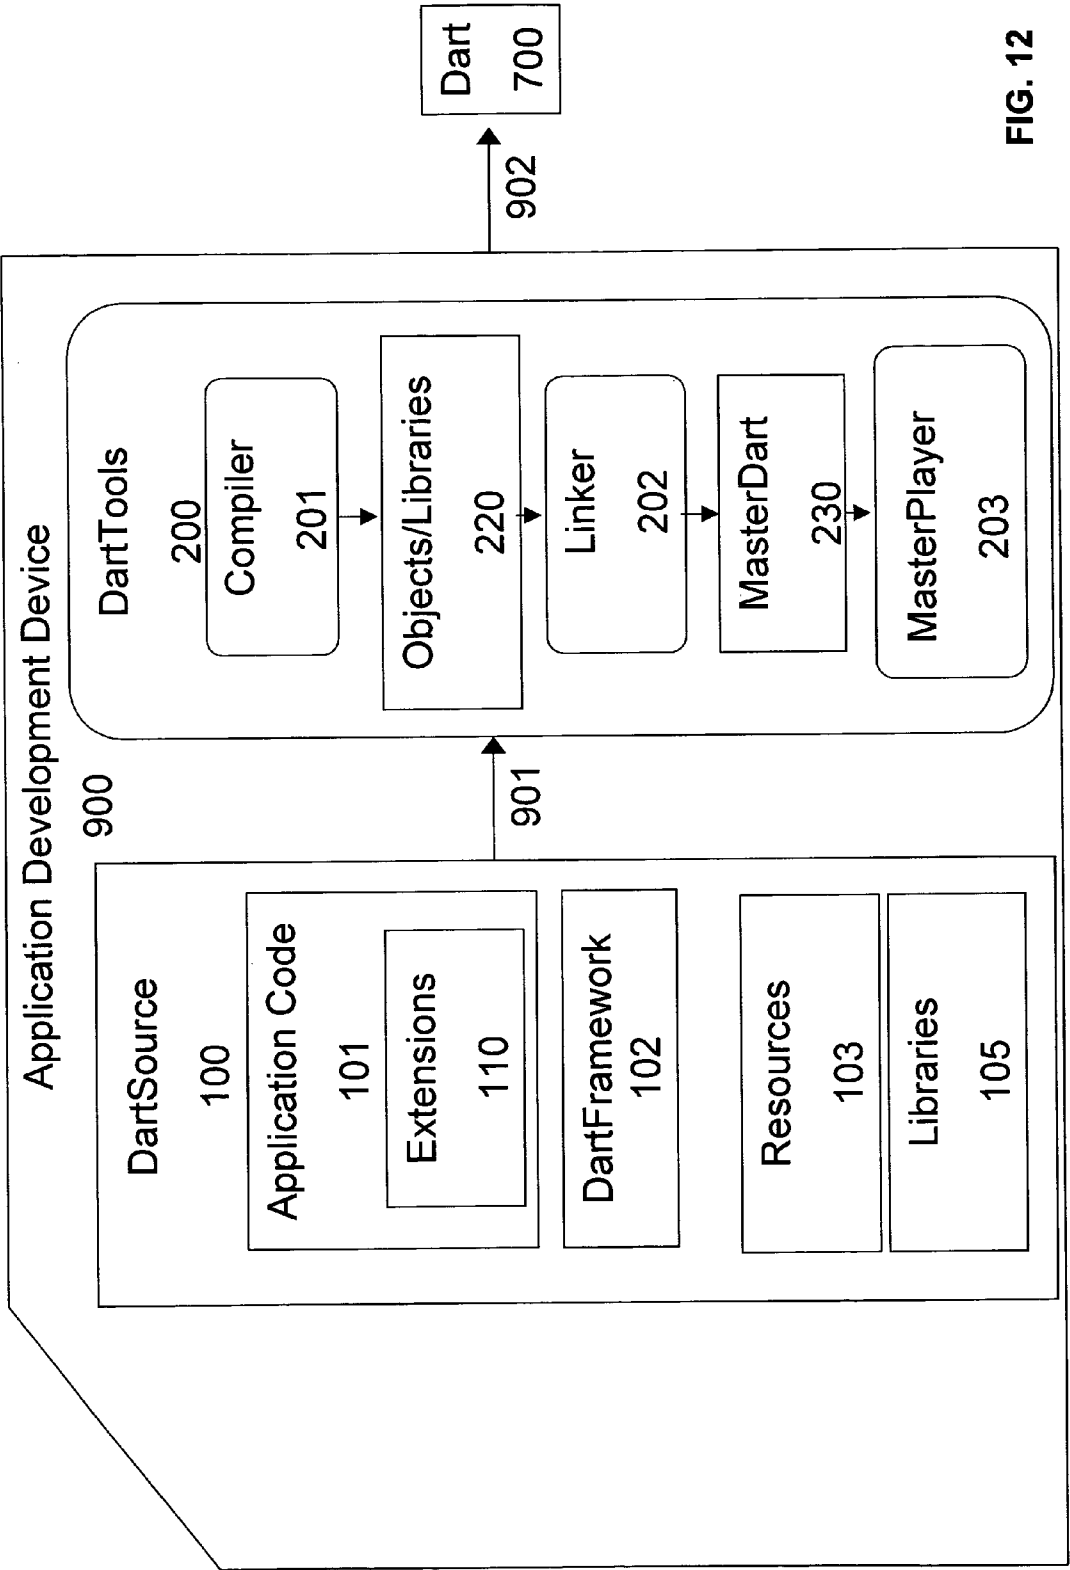 Application Development Device
900
DartSource
100
Application Code
101
Extensions
110
DartFramework
102
Resources
103
Libraries
105
901
DartTools
200
Compiler
201
Objects/Libraries
220
Linker
202
MasterDart
230
MasterPlayer
203
902
Dart
700
FIG. 12